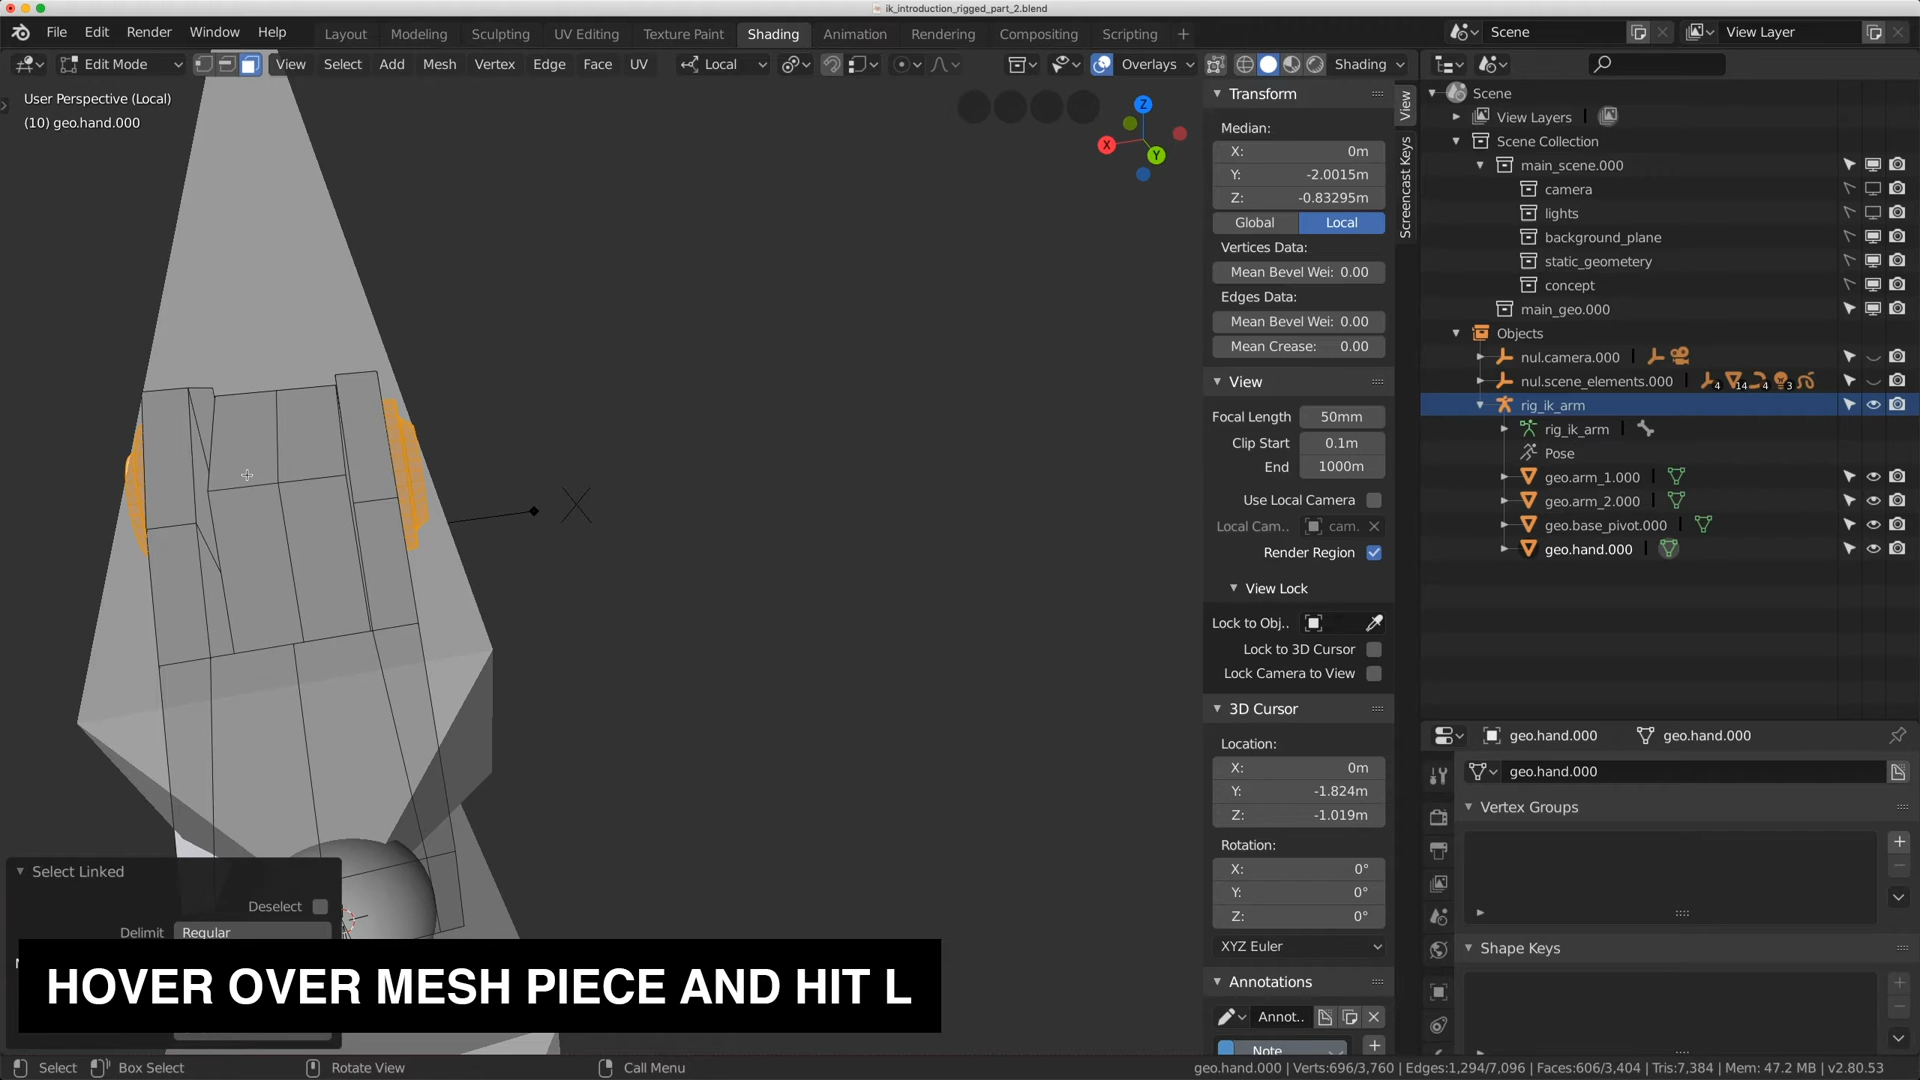 ik_introduction_rigged_part_2.blend
File Edit Render Window Help Layout Modeling Sculpting UV Editing Texture Paint Shading Animation Rendering Compositing Scripting Scene View Layer
Edit Mode View Select Add Mesh Vertex Edge Face UV Local Overlays Shading
User Perspective (Local)
(10) geo.hand.000
Z
X
Y
Transform
Median:
X: 0m
Y: -2.0015m
Z: -0.83295m
Global Local
Vertices Data:
Mean Bevel Wei: 0.00
Edges Data:
Mean Bevel Wei: 0.00
Mean Crease: 0.00
View
Focal Length 50mm
Clip Start 0.1m
End 1000m
Use Local Camera
Local Cam.. cam.
Render Region
View Lock
Lock to Obj..
Lock to 3D Cursor
Lock Camera to View
3D Cursor
Location:
X: 0m
Y: -1.824m
Z: -1.019m
Rotation:
X: 0°
Y: 0°
Z: 0°
XYZ Euler
Annotations
Annot..
Note
View
Screencast Keys
Scene
View Layers
Scene Collection
main_scene.000
camera
lights
background_plane
static_geometery
concept
main_geo.000
Objects
nul.camera.000
nul.scene_elements.000 4 14 4 3
rig_ik_arm
rig_ik_arm
Pose
geo.arm_1.000
geo.arm_2.000
geo.base_pivot.000
geo.hand.000
geo.hand.000 geo.hand.000
geo.hand.000
Vertex Groups
Shape Keys
Select Linked
Deselect
Delimit Regular
HOVER OVER MESH PIECE AND HIT L
Select Box Select Rotate View Call Menu geo.hand.000 | Verts:696/3,760 | Edges:1,294/7,096 | Faces:606/3,404 | Tris:7,384 | Mem: 47.2 MB | v2.80.53